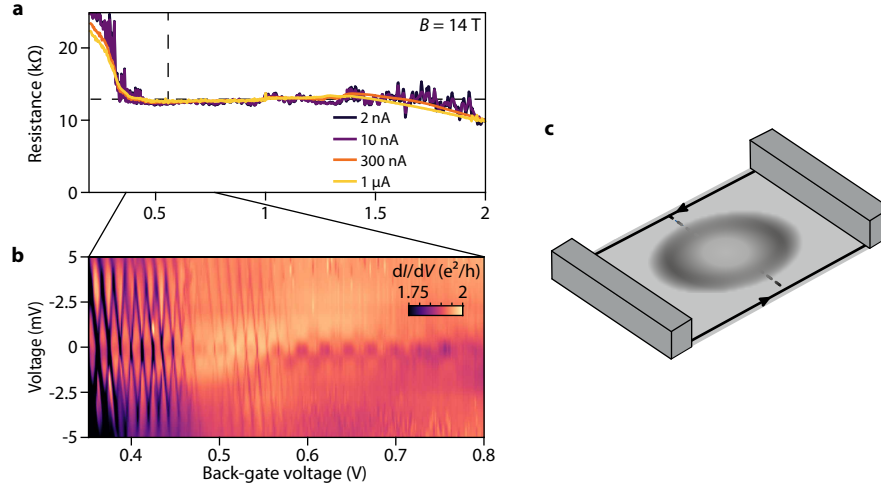 a
B = 14 T
Resistance (kΩ)
20
10
0
2 nA
10 nA
300 nA
1 µA
0.5
1
1.5
2
b
dI/dV (e²/h)
1.75
2
Voltage (mV)
5
-2.5
0
-2.5
-5
0.4
0.5
0.6
0.7
0.8
Back-gate voltage (V)
c